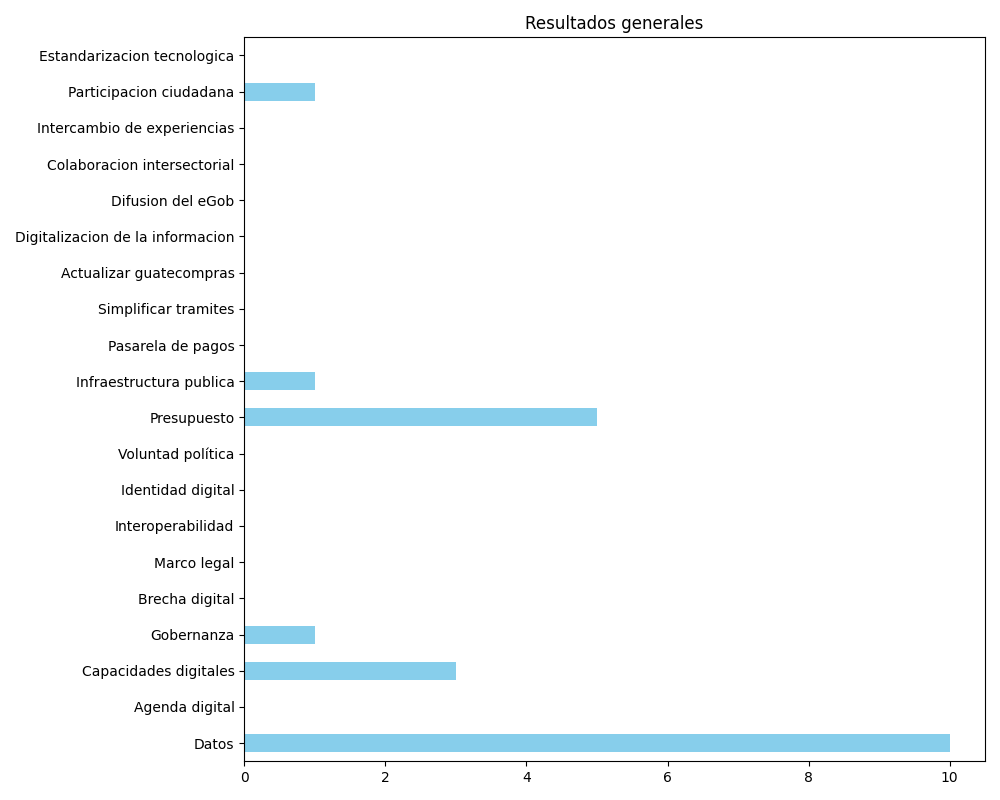 Resultados generales
Estandarizacion tecnologica
Participacion ciudadana
Intercambio de experiencias
Colaboracion intersectorial
Difusion del eGob
Digitalizacion de la informacion
Actualizar guatecompras
Simplificar tramites
Pasarela de pagos
Infraestructura publica
Presupuesto
Voluntad política
Identidad digital
Interoperabilidad
Marco legal
Brecha digital
Gobernanza
Capacidades digitales
Agenda digital
Datos
0 2 4 6 8 10